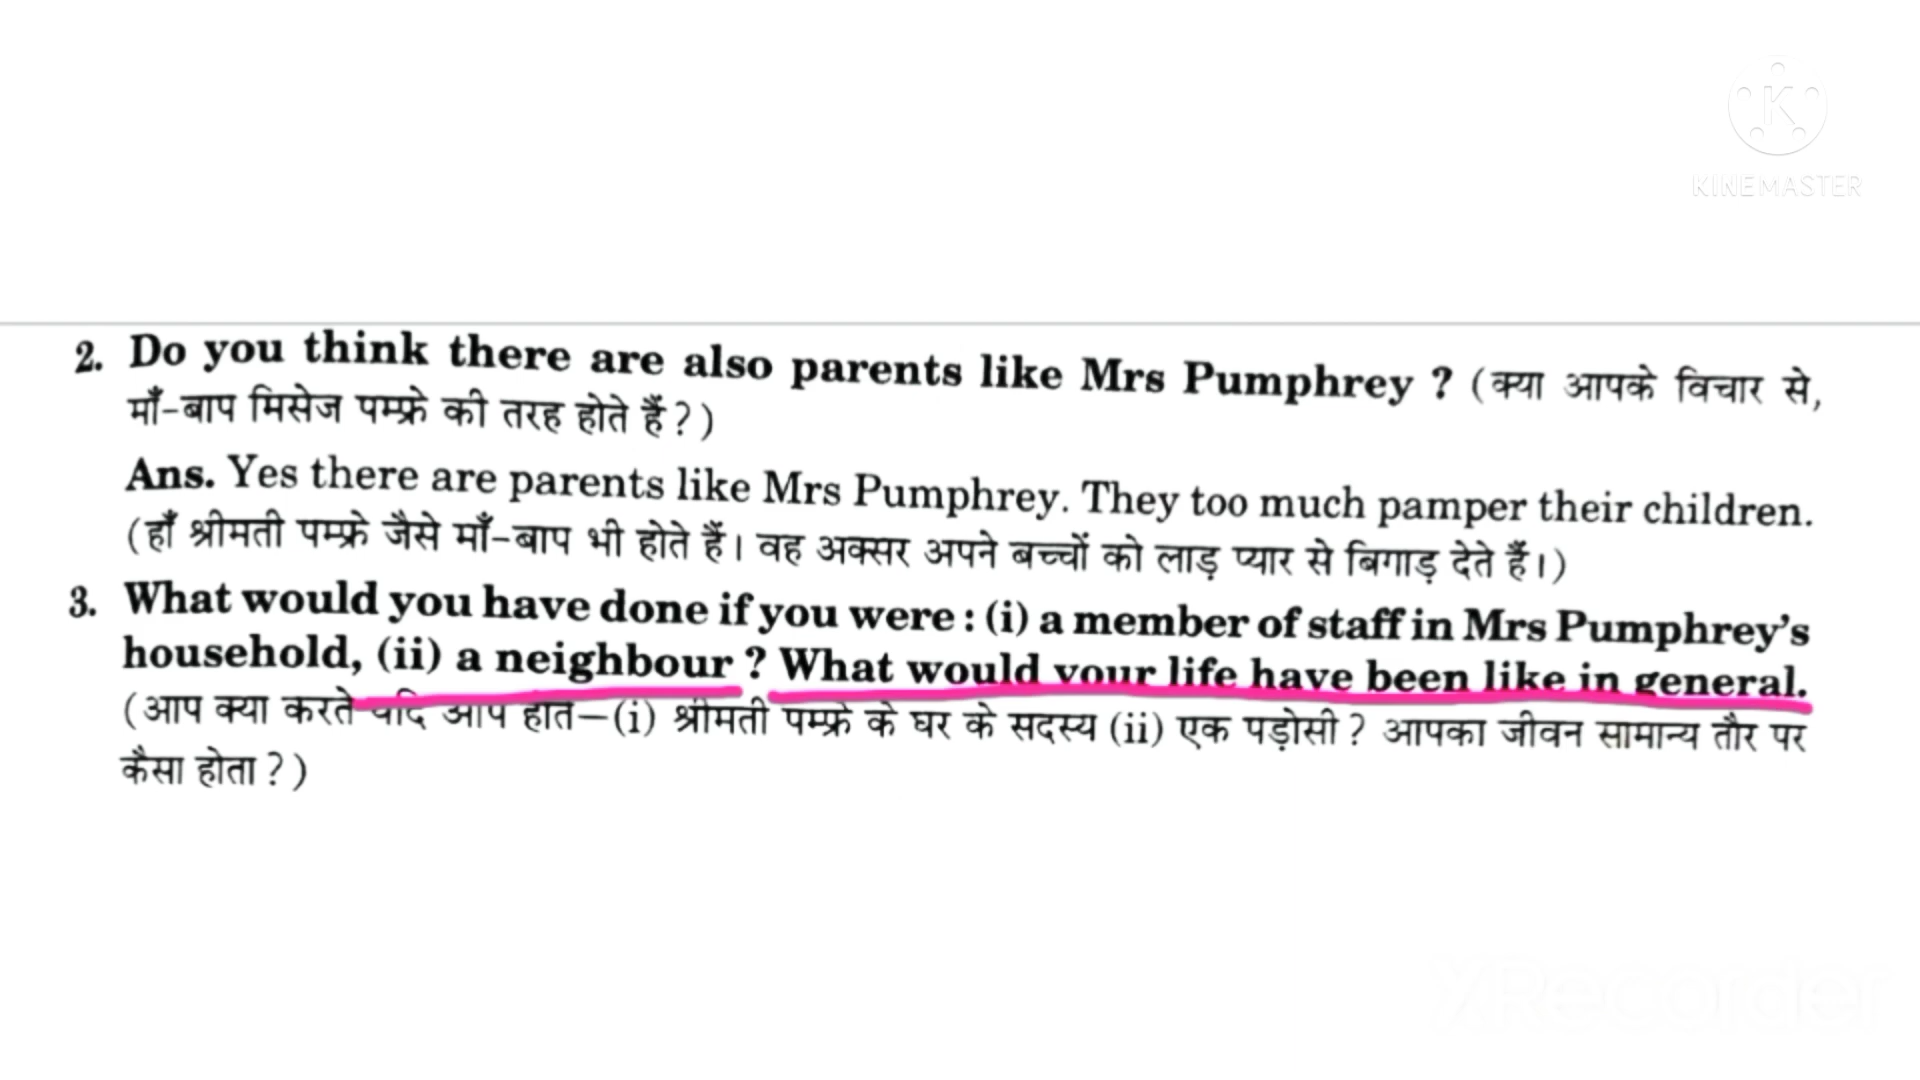 K
KINEMASTER
2. Do you think there are also parents like Mrs Pumphrey ? (क्या आपके विचार से,
माँ-बाप मिसेज पम्फ्रे की तरह होते हैं?)
Ans. Yes there are parents like Mrs Pumphrey. They too much pamper their children.
(हाँ श्रीमती पम्फ्रे जैसे माँ-बाप भी होते हैं। वह अक्सर अपने बच्चों को लाड़ प्यार से बिगाड़ देते हैं।)
3. What would you have done if you were : (i) a member of staff in Mrs Pumphrey's
household, (ii) a neighbour ? What would your life have been like in general.
(आप क्या करते यदि आप होते—(i) श्रीमती पम्फ्रे के घर के सदस्य (ii) एक पड़ोसी? आपका जीवन सामान्य तौर पर
कैसा होता?)
XRecorder